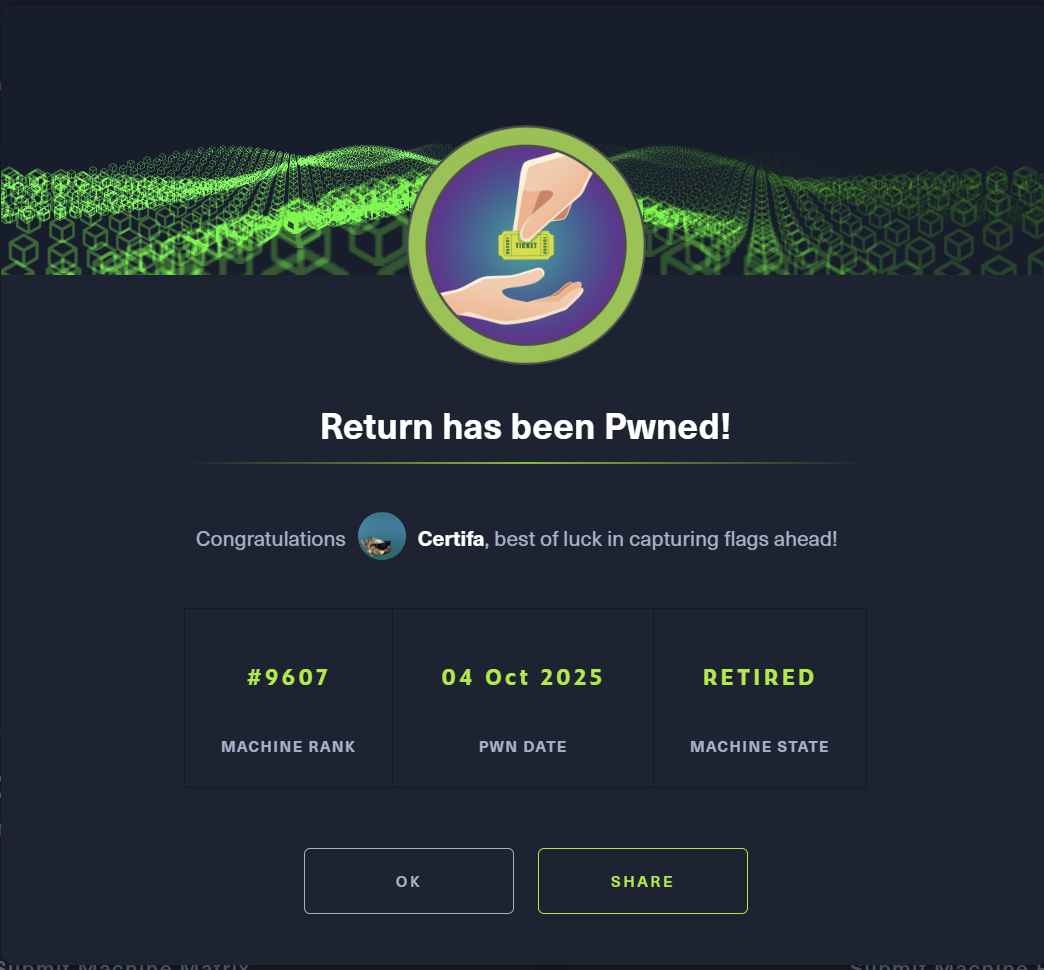 TICKET
Return has been Pwned!
Congratulations Certifa, best of luck in capturing flags ahead!
#9607 04 Oct 2025 RETIRED
MACHINE RANK PWN DATE MACHINE STATE
OK SHARE
Submit Machine Matrix Submit Machine